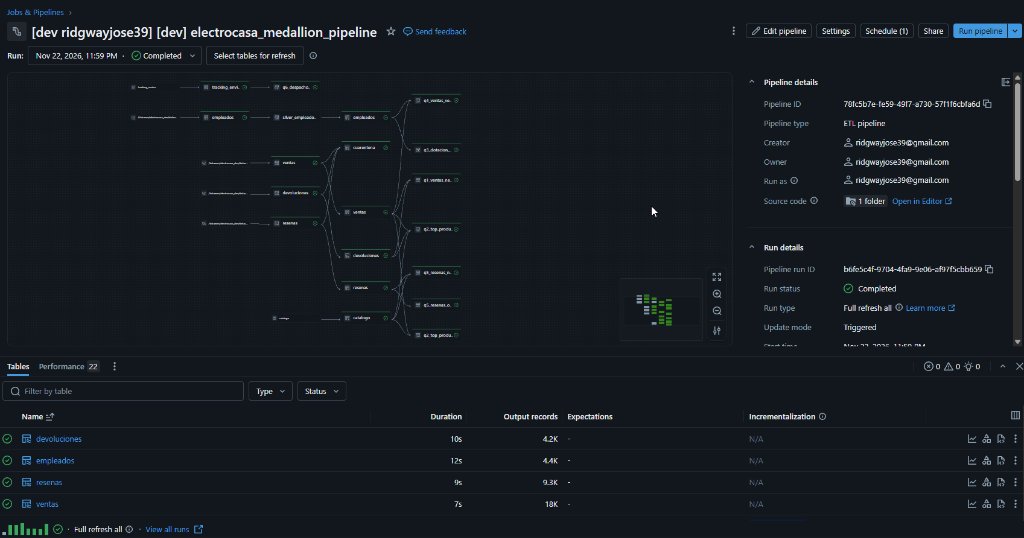 Jobs & Pipelines ›
[dev ridgwayjose39] [dev] electrocasa_medallion_pipeline
Send feedback
Edit pipeline
Settings
Schedule (1)
Share
Run pipeline
Run:
Nov 22, 2026, 11:59 PM · Completed
Select tables for refresh
empleados
empleados
cuarentena
ventas
devoluciones
resenas
ventas
devoluciones
resenas
catalogo
Pipeline details
Pipeline ID
78fc5b7e-fe59-49f7-a730-57f1f6cbfa6d
Pipeline type
ETL pipeline
Creator
ridgwayjose39@gmail.com
Owner
ridgwayjose39@gmail.com
Run as
ridgwayjose39@gmail.com
Source code
1 folder
Open in Editor
Run details
Pipeline run ID
b6fe5c4f-9704-4fa9-9e06-af97f5cbb659
Run status
Completed
Run type
Full refresh all
Learn more
Update mode
Triggered
Tables
Performance 22
0 0 0
Filter by table
Type
Status
Name Duration Output records Expectations Incrementalization
devoluciones 10s 4.2K - N/A
empleados 12s 4.4K - N/A
resenas 9s 9.3K - N/A
ventas 7s 18K - N/A
· Full refresh all · View all runs